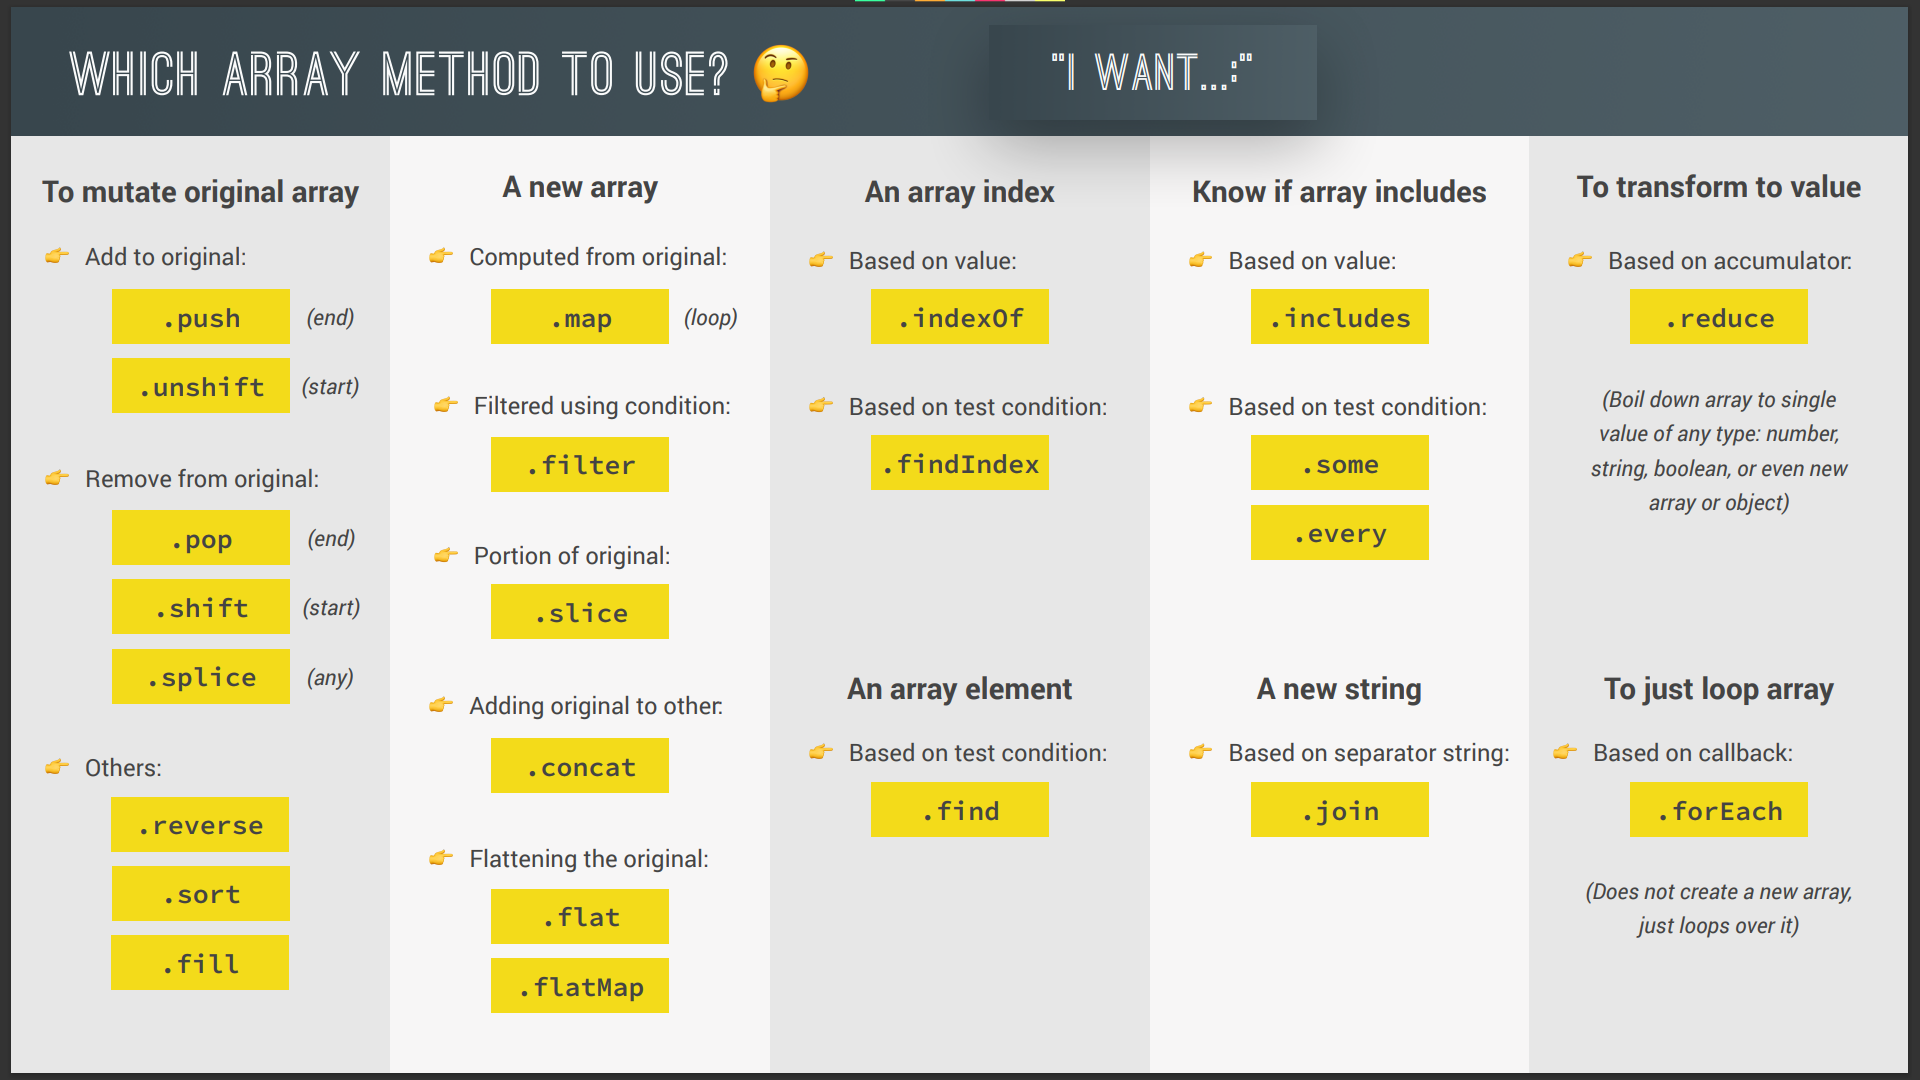 WHICH ARRAY METHOD TO USE? 🤔
"I WANT...:"
To mutate original array
👉 Add to original:
.push (end)
.unshift (start)
👉 Remove from original:
.pop (end)
.shift (start)
.splice (any)
👉 Others:
.reverse
.sort
.fill
A new array
👉 Computed from original:
.map (loop)
👉 Filtered using condition:
.filter
👉 Portion of original:
.slice
👉 Adding original to other:
.concat
👉 Flattening the original:
.flat
.flatMap
An array index
👉 Based on value:
.indexOf
👉 Based on test condition:
.findIndex
An array element
👉 Based on test condition:
.find
Know if array includes
👉 Based on value:
.includes
👉 Based on test condition:
.some
.every
A new string
👉 Based on separator string:
.join
To transform to value
👉 Based on accumulator:
.reduce
(Boil down array to single
value of any type: number,
string, boolean, or even new
array or object)
To just loop array
👉 Based on callback:
.forEach
(Does not create a new array,
just loops over it)